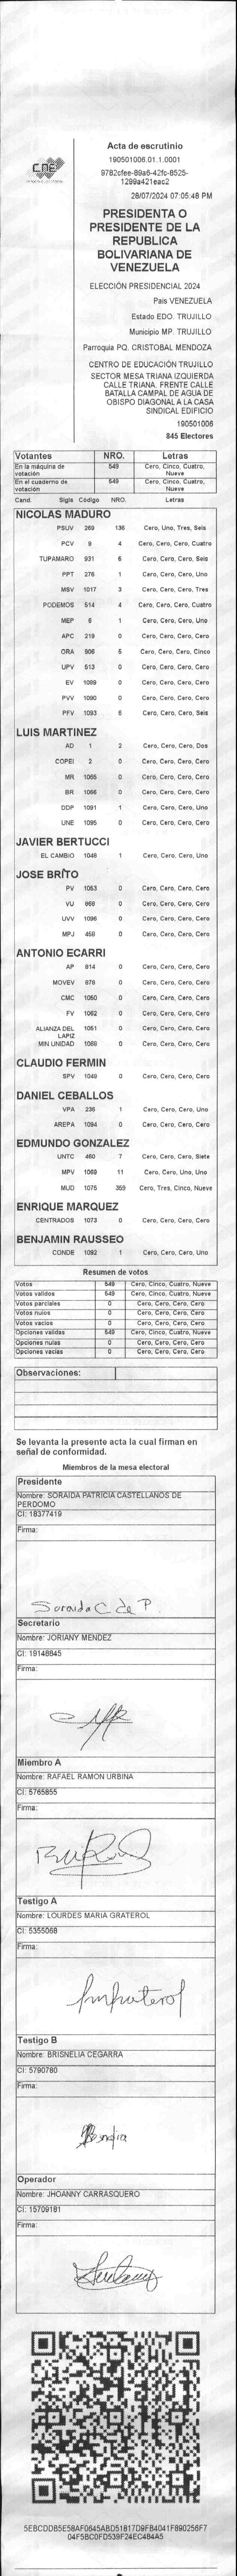 CNE
Acta de escrutinio
190501006.01.1.0001
9782cfee-89a6-42fc-8525-
1299a421eac2
28/07/2024 07:05:48 PM
PRESIDENTA O
PRESIDENTE DE LA
REPUBLICA
BOLIVARIANA DE
VENEZUELA
ELECCIÓN PRESIDENCIAL 2024
Pais VENEZUELA
Estado EDO. TRUJILLO
Municipio MP. TRUJILLO
Parroquia PQ. CRISTOBAL MENDOZA
CENTRO DE EDUCACIÓN TRUJILLO
SECTOR MESA TRIANA IZQUIERDA
CALLE TRIANA. FRENTE CALLE
BATALLA CAMPAL DE AGUA DE
OBISPO DIAGONAL A LA CASA
SINDICAL EDIFICIO
190501006
845 Electores
Votantes NRO. Letras
En la máquina de votación 549 Cero, Cinco, Cuatro, Nueve
En el cuaderno de votación 549 Cero, Cinco, Cuatro, Nueve
Cand. Sigla Código NRO. Letras
NICOLAS MADURO
PSUV 269 136 Cero, Uno, Tres, Seis
PCV 8 4 Cero, Cero, Cero, Cuatro
TUPAMARO 931 6 Cero, Cero, Cero, Seis
PPT 276 1 Cero, Cero, Cero, Uno
MSV 1017 3 Cero, Cero, Cero, Tres
PODEMOS 514 4 Cero, Cero, Cero, Cuatro
MEP 6 1 Cero, Cero, Cero, Uno
APC 219 0 Cero, Cero, Cero, Cero
ORA 906 5 Cero, Cero, Cero, Cinco
UPV 513 0 Cero, Cero, Cero, Cero
EV 1089 0 Cero, Cero, Cero, Cero
PVV 1090 0 Cero, Cero, Cero, Cero
PFV 1093 6 Cero, Cero, Cero, Seis
LUIS MARTINEZ
AD 1 2 Cero, Cero, Cero, Dos
COPEI 2 0 Cero, Cero, Cero, Cero
MR 1065 0 Cero, Cero, Cero, Cero
BR 1066 0 Cero, Cero, Cero, Cero
DDP 1091 1 Cero, Cero, Cero, Uno
UNE 1095 0 Cero, Cero, Cero, Cero
JAVIER BERTUCCI
EL CAMBIO 1048 1 Cero, Cero, Cero, Uno
JOSE BRITO
PV 1053 0 Cero, Cero, Cero, Cero
VU 868 0 Cero, Cero, Cero, Cero
UVV 1096 0 Cero, Cero, Cero, Cero
MPJ 458 0 Cero, Cero, Cero, Cero
ANTONIO ECARRI
AP 814 0 Cero, Cero, Cero, Cero
MOVEV 878 0 Cero, Cero, Cero, Cero
CMC 1050 0 Cero, Cero, Cero, Cero
FV 1062 0 Cero, Cero, Cero, Cero
ALIANZA DEL LAPIZ 1051 0 Cero, Cero, Cero, Cero
MIN UNIDAD 1068 0 Cero, Cero, Cero, Cero
CLAUDIO FERMIN
SPV 1049 0 Cero, Cero, Cero, Cero
DANIEL CEBALLOS
VPA 236 1 Cero, Cero, Cero, Uno
AREPA 1094 0 Cero, Cero, Cero, Cero
EDMUNDO GONZALEZ
UNTC 460 7 Cero, Cero, Cero, Siete
MPV 1069 11 Cero, Cero, Uno, Uno
MUD 1075 359 Cero, Tres, Cinco, Nueve
ENRIQUE MARQUEZ
CENTRADOS 1073 0 Cero, Cero, Cero, Cero
BENJAMIN RAUSSEO
CONDE 1092 1 Cero, Cero, Cero, Uno
Resumen de votos
Votos 549 Cero, Cinco, Cuatro, Nueve
Votos validos 549 Cero, Cinco, Cuatro, Nueve
Votos parciales 0 Cero, Cero, Cero, Cero
Votos nulos 0 Cero, Cero, Cero, Cero
Votos vacios 0 Cero, Cero, Cero, Cero
Opciones validas 549 Cero, Cinco, Cuatro, Nueve
Opciones nulas 0 Cero, Cero, Cero, Cero
Opciones vacias 0 Cero, Cero, Cero, Cero
Observaciones:
Se levanta la presente acta la cual firman en
señal de conformidad.
Miembros de la mesa electoral
Presidente
Nombre: SORAIDA PATRICIA CASTELLANOS DE
PERDOMO
CI: 18377419
Firma:
Soraida C de P.
Secretario
Nombre: JORIANY MENDEZ
CI: 19148645
Firma:
Miembro A
Nombre: RAFAEL RAMON URBINA
CI: 5765855
Firma:
Testigo A
Nombre: LOURDES MARIA GRATEROL
CI: 5355068
Firma:
Testigo B
Nombre: BRISNELIA CEGARRA
CI: 5790780
Firma:
Operador
Nombre: JHOANNY CARRASQUERO
CI: 15709181
Firma:
5EBCDDB5E58AF0645ABD51817D9FB4041F890256F7
04F5BC0FD539F24EC4B4A5